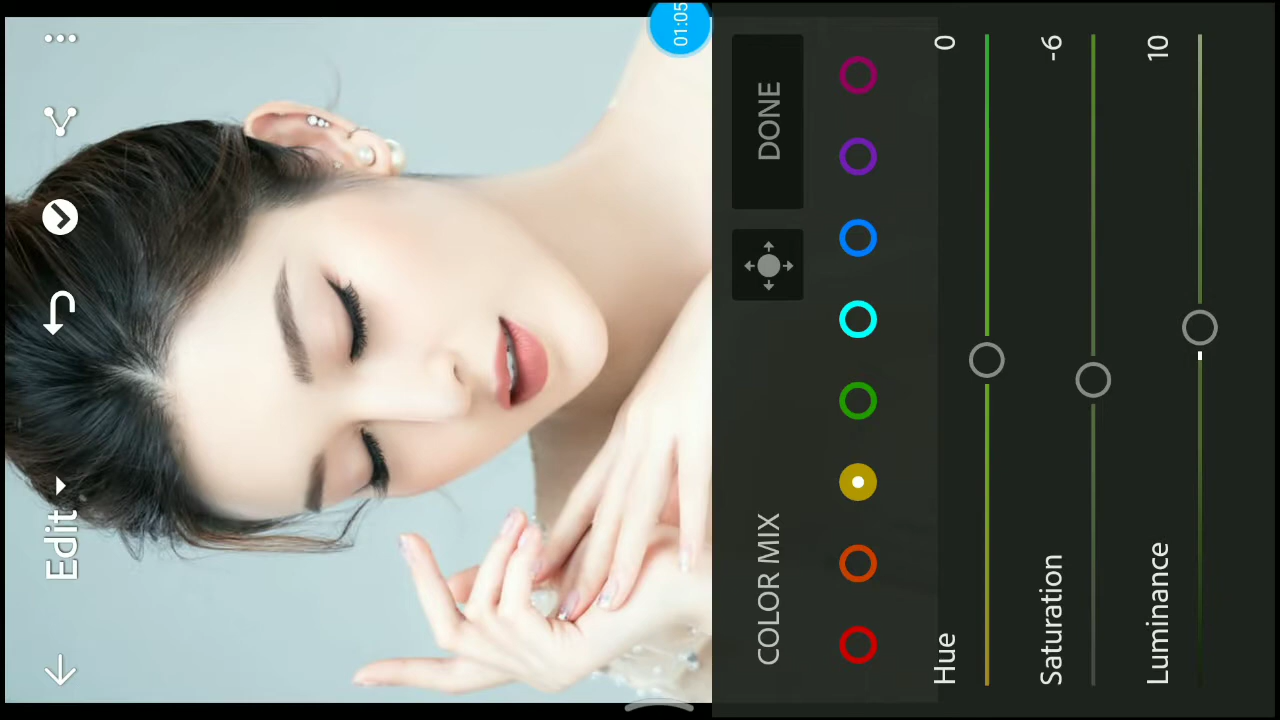 Edit
01:05
COLOR MIX
DONE
Hue
0
Saturation
-6
Luminance
10